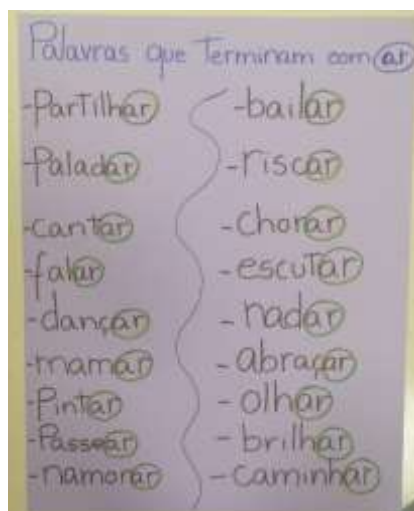 Palavras que Terminam com ar
-Partilhar
-Paladar
-cantar
-falar
-dançar
-mamar
-Pintar
-Passear
-namorar
-bailar
-riscar
-chorar
-escutar
-nadar
-abraçar
-olhar
-brilhar
-caminhar